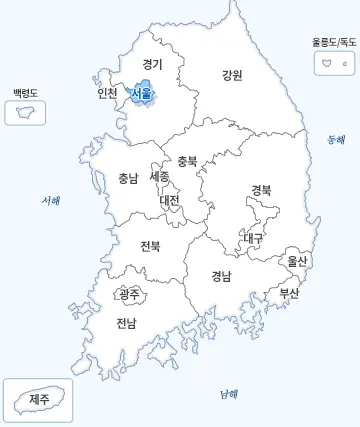 울릉도/독도
경기
강원
백령도
인천
서울
동해
충북
충남
세종
경북
서해
대전
대구
전북
울산
경남
광주
부산
전남
남해
제주